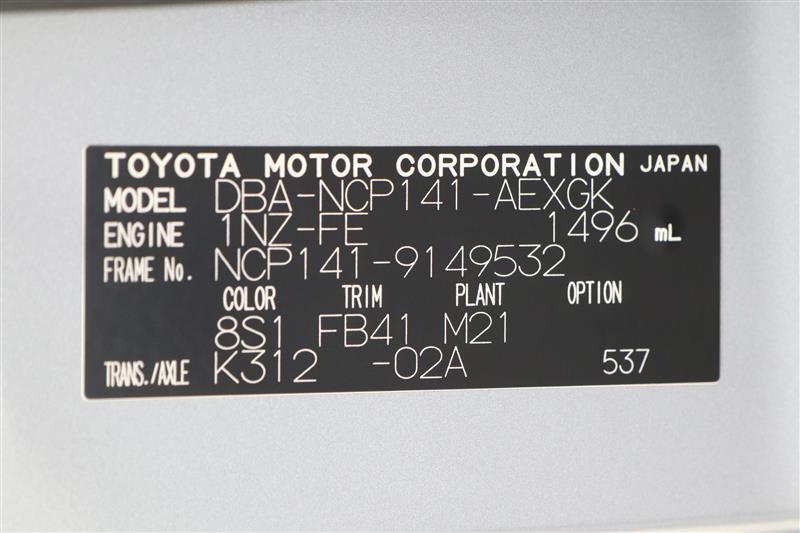 TOYOTA MOTOR CORPORATION JAPAN
MODEL DBA-NCP141-AEXGK
ENGINE 1NZ-FE 1496 mL
FRAME No. NCP141-9149532
COLOR TRIM PLANT OPTION
8S1 FB41 M21
TRANS./AXLE K312 -02A 537